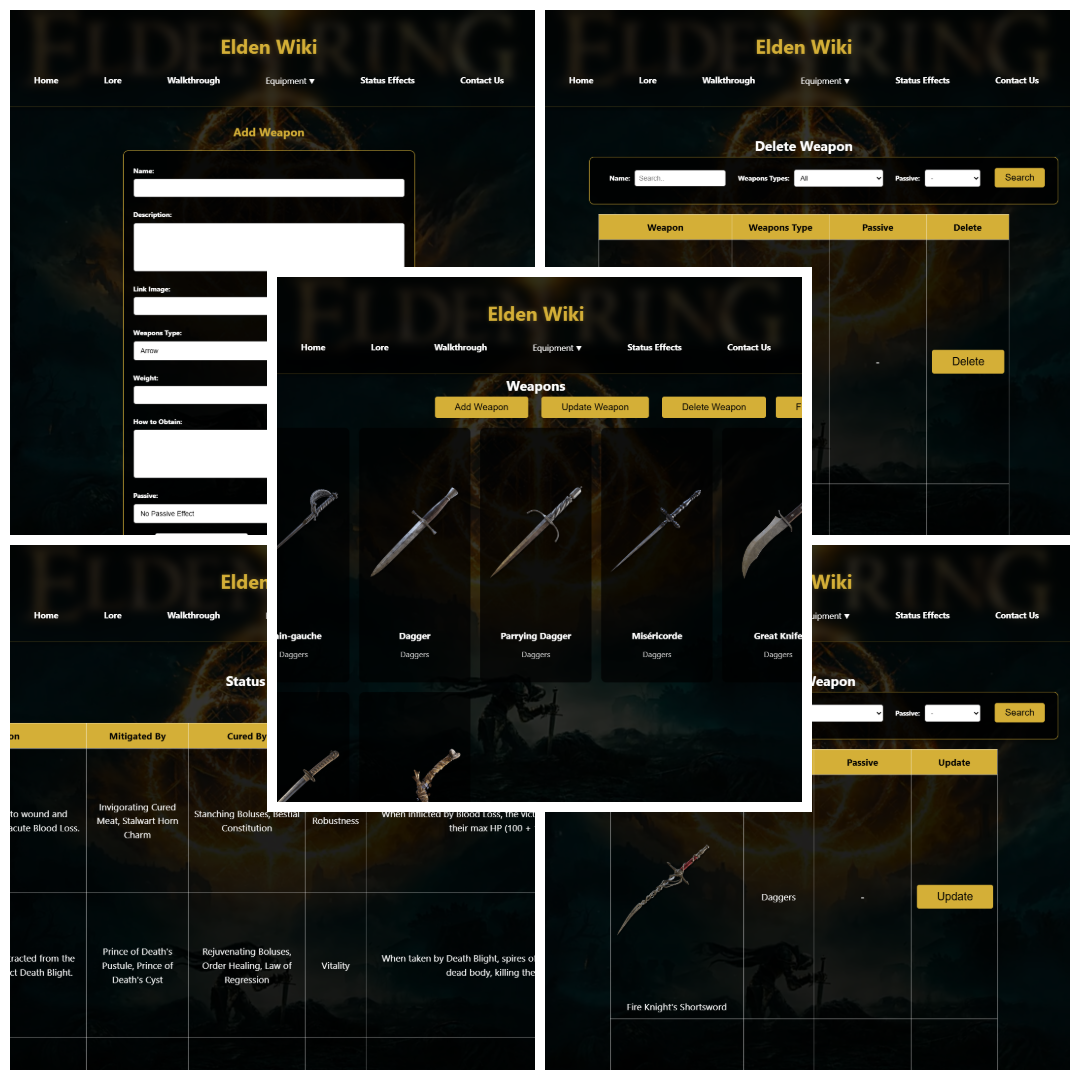 ELDEN RING
Elden Wiki
Home Lore Walkthrough Equipment ▼ Status Effects Contact Us
Add Weapon
Name:
Description:
Link Image:
Weapons Type:
Arrow
Weight:
How to Obtain:
Passive:
No Passive Effect
ELDEN RING
Elden Wiki
Home Lore Walkthrough Equipment ▼ Status Effects Contact Us
Delete Weapon
Name: Search.. Weapons Types: All Passive: - Search
Weapon Weapons Type Passive Delete
- Delete
ELDEN RING
Elden Wiki
Home Lore Walkthrough Equipment ▼ Status Effects Contact Us
Weapons
Add Weapon Update Weapon Delete Weapon F
ain-gauche Dagger Parrying Dagger Miséricorde Great Knife
Daggers Daggers Daggers Daggers Daggers
Elden
Home Lore Walkthrough
Status
on Mitigated By Cured By
to wound and
acute Blood Loss.
Invigorating Cured
Meat, Stalwart Horn
Charm
Stanching Boluses, Bestial
Constitution
Robustness
When inflicted by Blood Loss, the vict
their max HP (100 +
tracted from the
ct Death Blight.
Prince of Death's
Pustule, Prince of
Death's Cyst
Rejuvenating Boluses,
Order Healing, Law of
Regression
Vitality
When taken by Death Blight, spires of
dead body, killing the
RING
Wiki
uipment ▼ Status Effects Contact Us
Weapon
Passive: - Search
Passive Update
Daggers - Update
Fire Knight's Shortsword